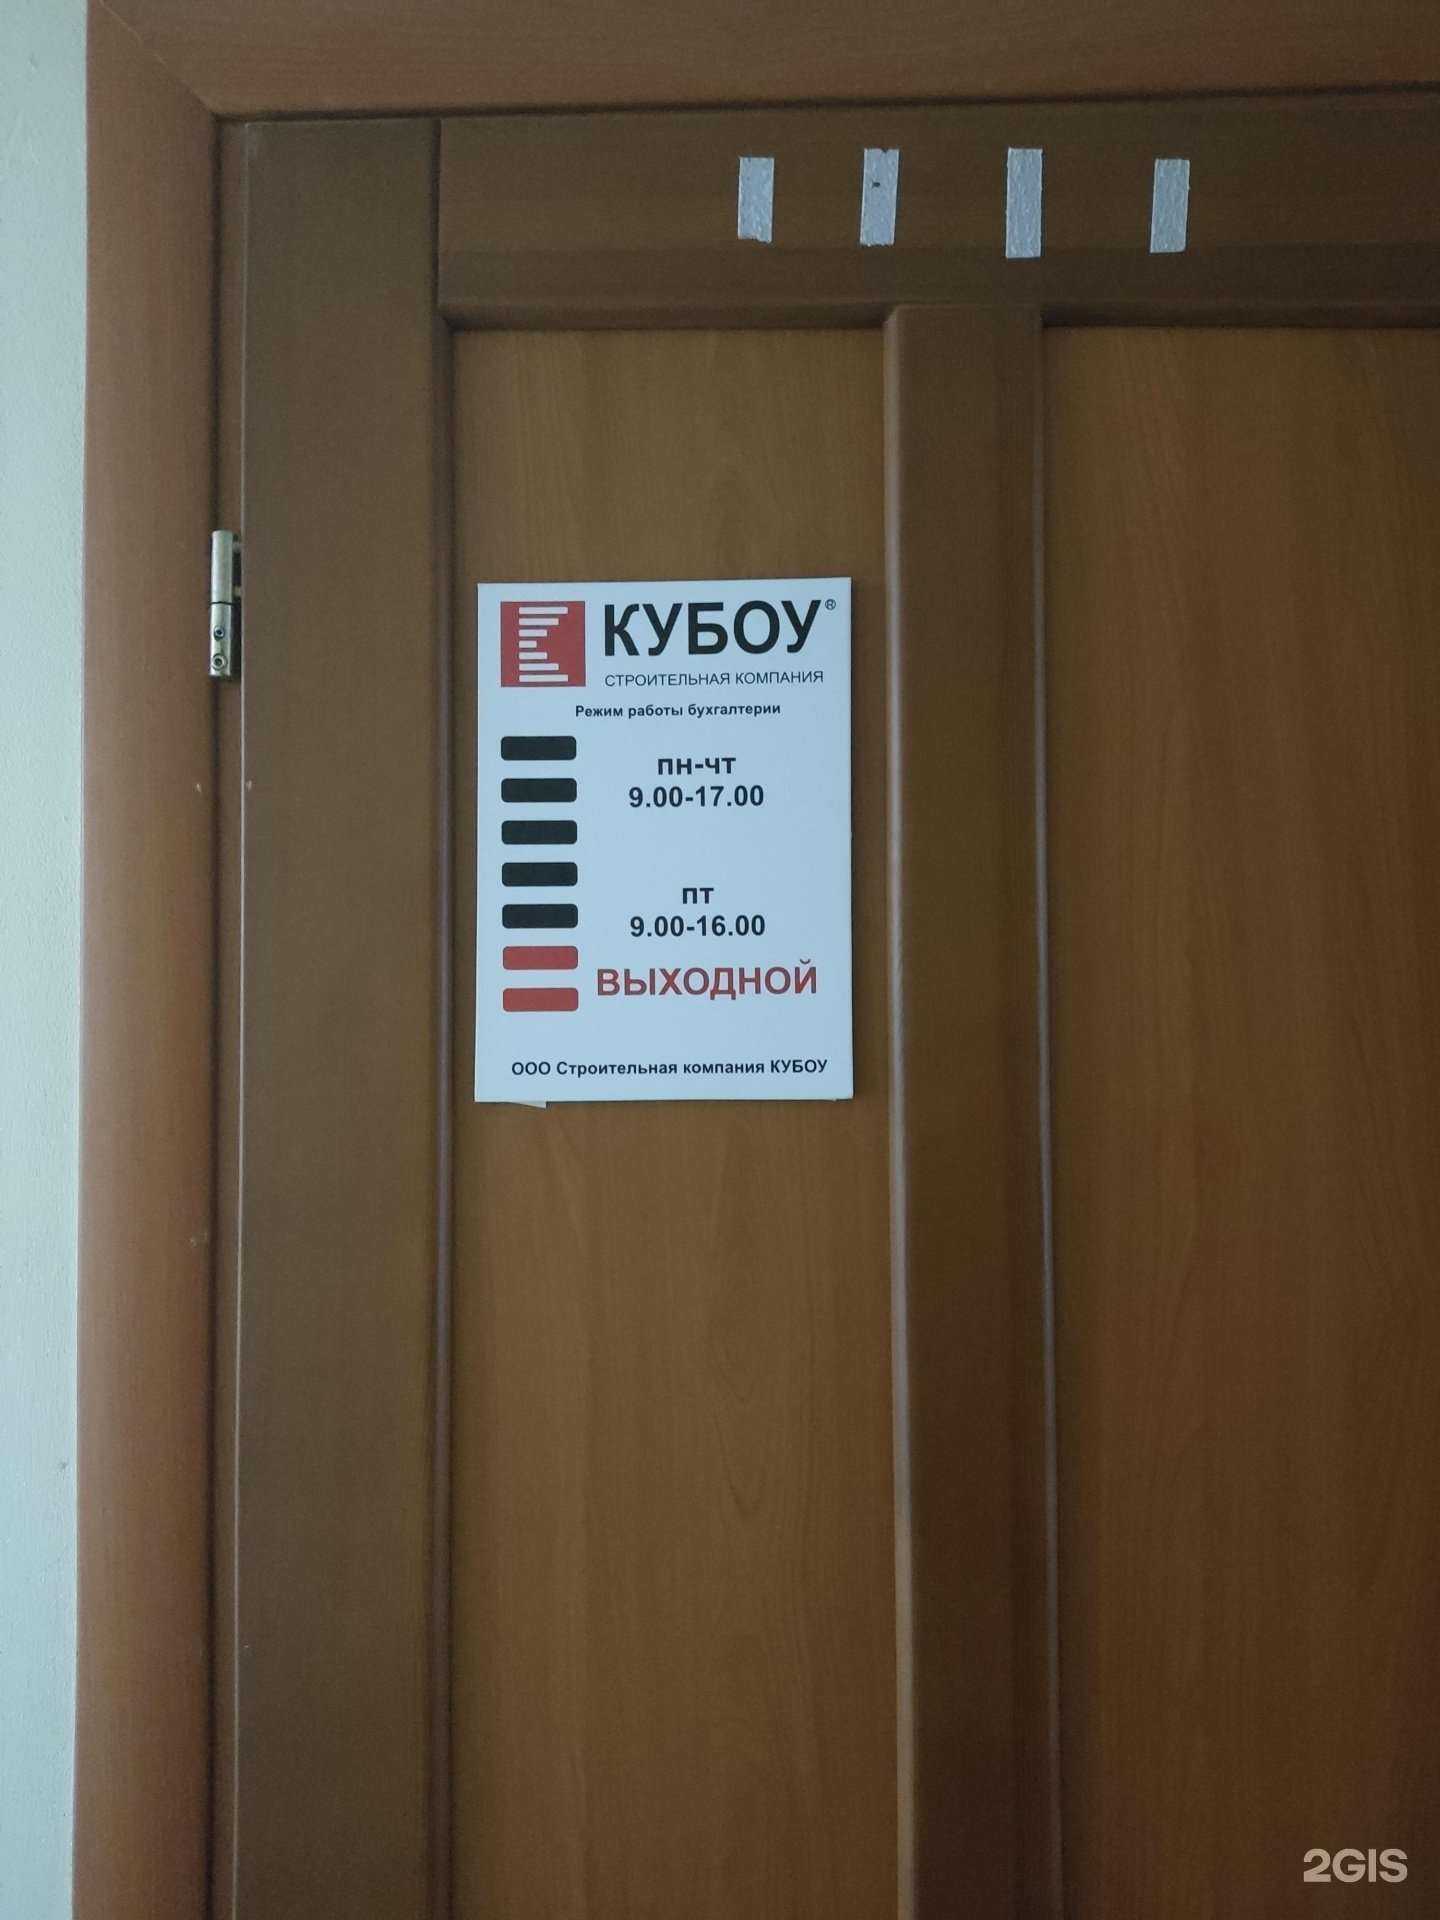 КУБОУ®
СТРОИТЕЛЬНАЯ КОМПАНИЯ
Режим работы бухгалтерии
пн-чт
9.00-17.00
пт
9.00-16.00
ВЫХОДНОЙ
ООО Строительная компания КУБОУ
2GIS